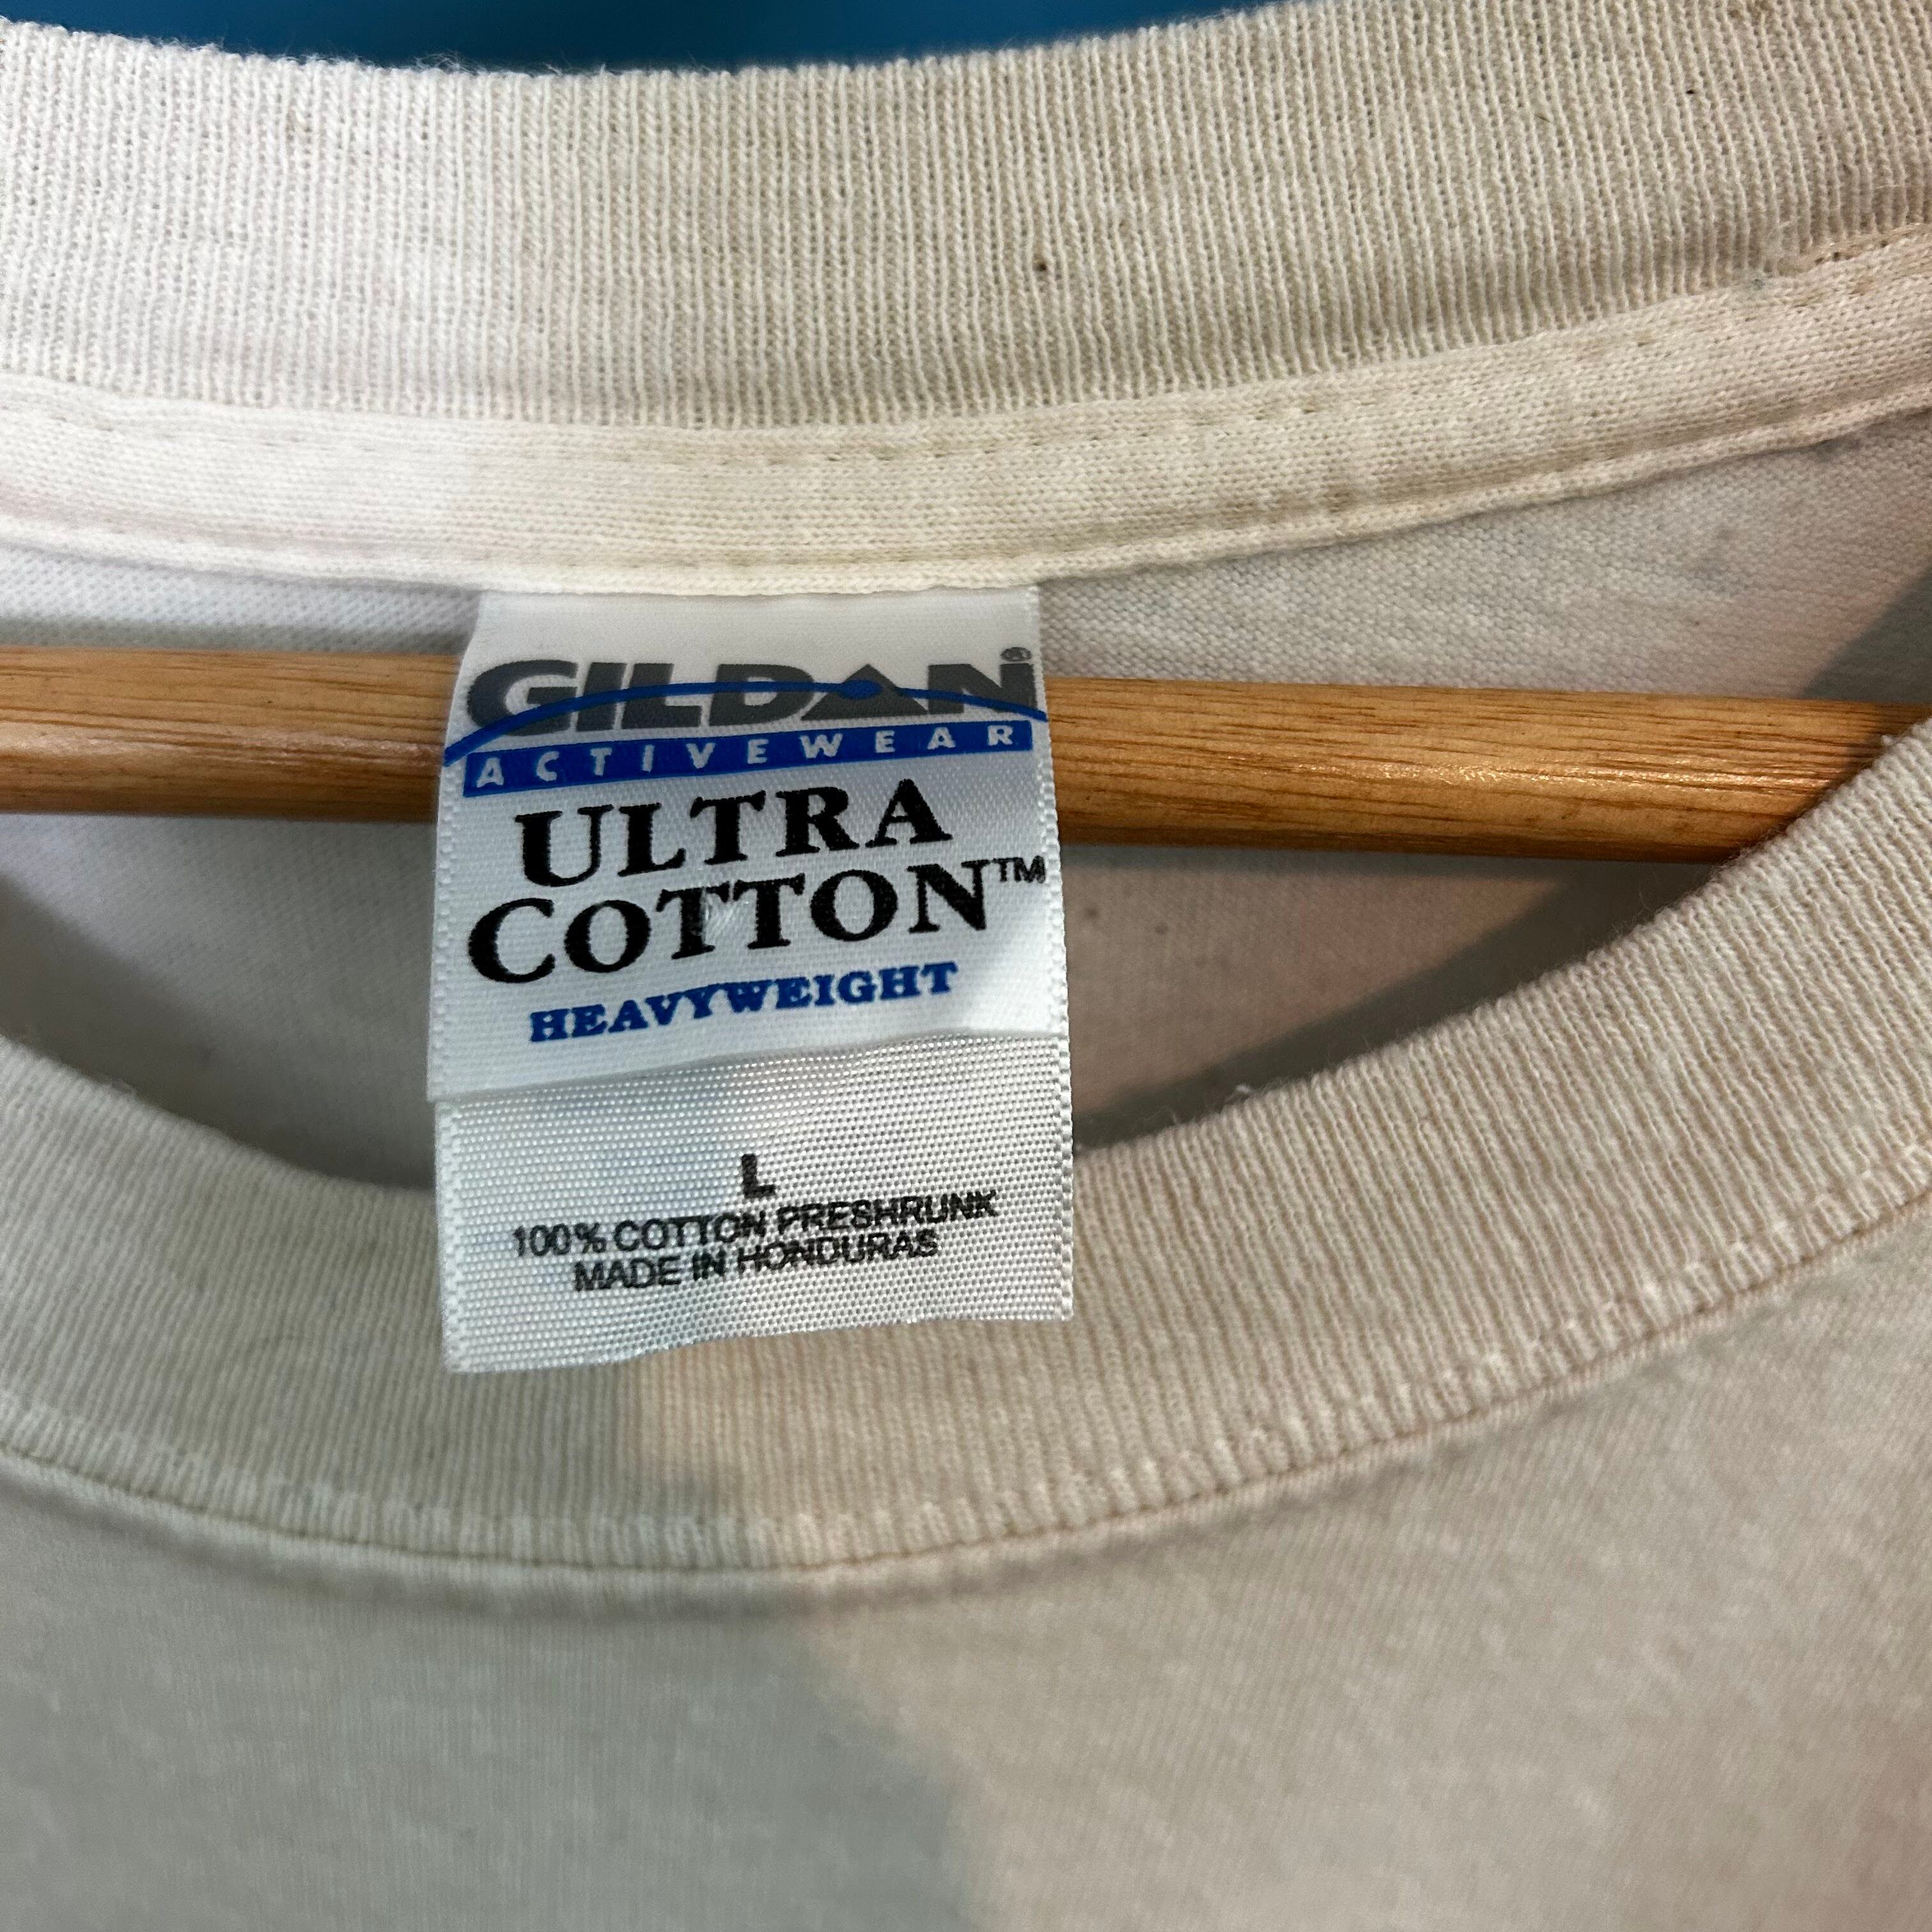 GILDAN®
ACTIVEWEAR
ULTRA
COTTON™
HEAVYWEIGHT
L
100% COTTON PRESHRUNK
MADE IN HONDURAS